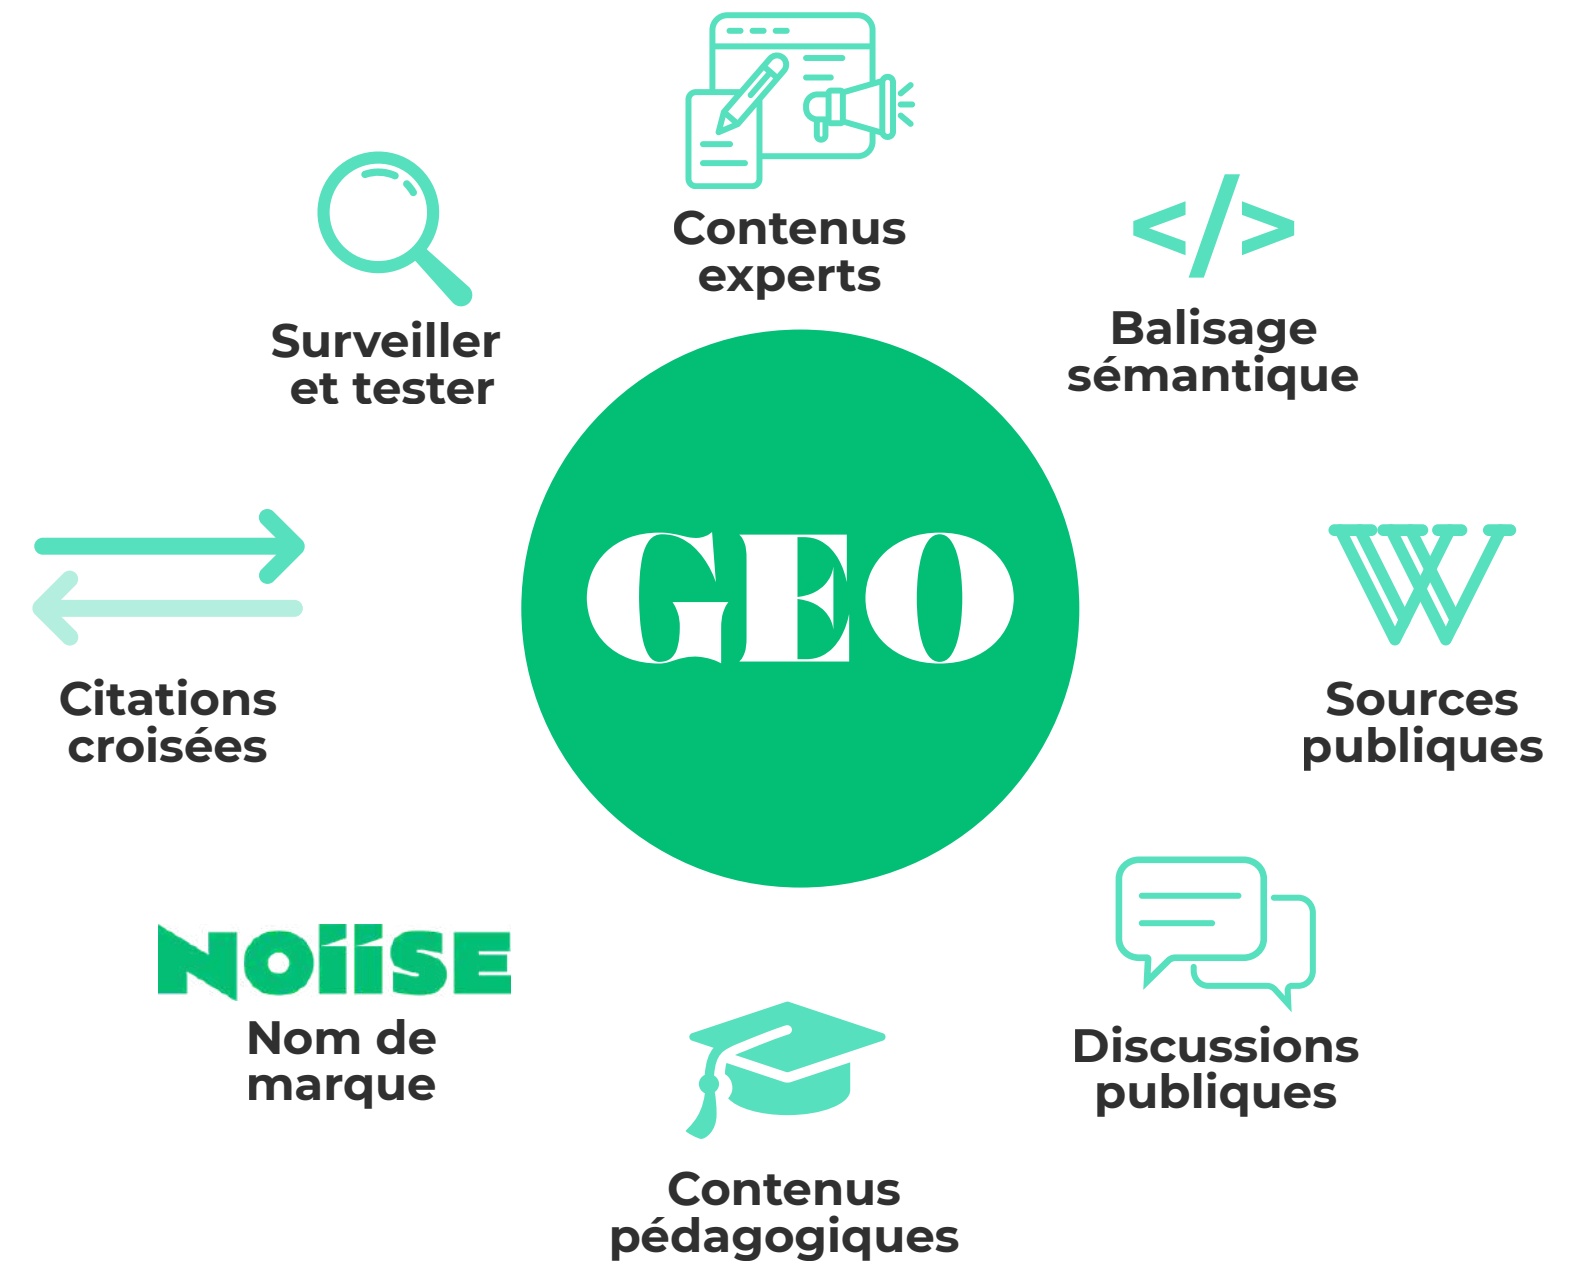 Contenus
experts
</>
Balisage
sémantique
W
Sources
publiques
Discussions
publiques
Contenus
pédagogiques
NOIISE
Nom de
marque
Citations
croisées
Surveiller
et tester
GEO